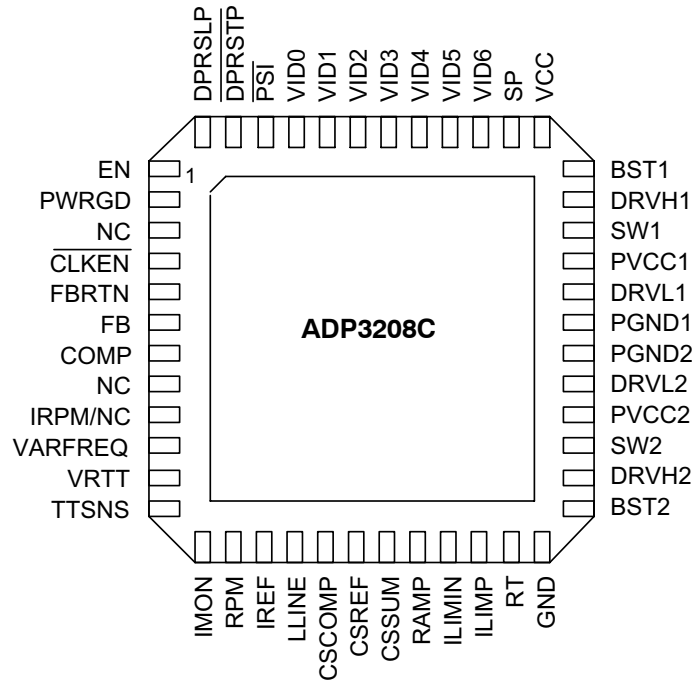 DPRSLP
DPRSTP
PSI
VID0
VID1
VID2
VID3
VID4
VID5
VID6
SP
VCC
EN
PWRGD
NC
CLKEN
FBRTN
FB
COMP
NC
IRPM/NC
VARFREQ
VRTT
TTSNS
1
ADP3208C
BST1
DRVH1
SW1
PVCC1
DRVL1
PGND1
PGND2
DRVL2
PVCC2
SW2
DRVH2
BST2
IMON
RPM
IREF
LLINE
CSCOMP
CSREF
CSSUM
RAMP
ILIMIN
ILIMP
RT
GND